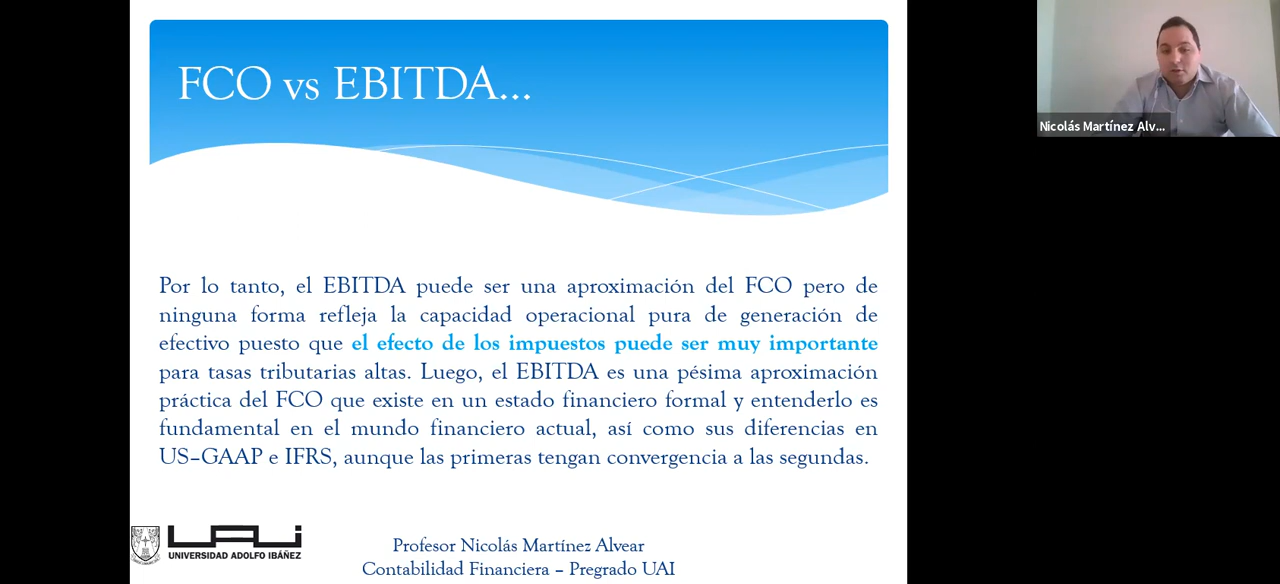 FCO vs EBITDA...
Nicolás Martínez Alv...
Por lo tanto, el EBITDA puede ser una aproximación del FCO pero de
ninguna forma refleja la capacidad operacional pura de generación de
efectivo puesto que el efecto de los impuestos puede ser muy importante
para tasas tributarias altas. Luego, el EBITDA es una pésima aproximación
práctica del FCO que existe en un estado financiero formal y entenderlo es
fundamental en el mundo financiero actual, así como sus diferencias en
US–GAAP e IFRS, aunque las primeras tengan convergencia a las segundas.
UAI
UNIVERSIDAD ADOLFO IBÁÑEZ
Profesor Nicolás Martínez Alvear
Contabilidad Financiera – Pregrado UAI